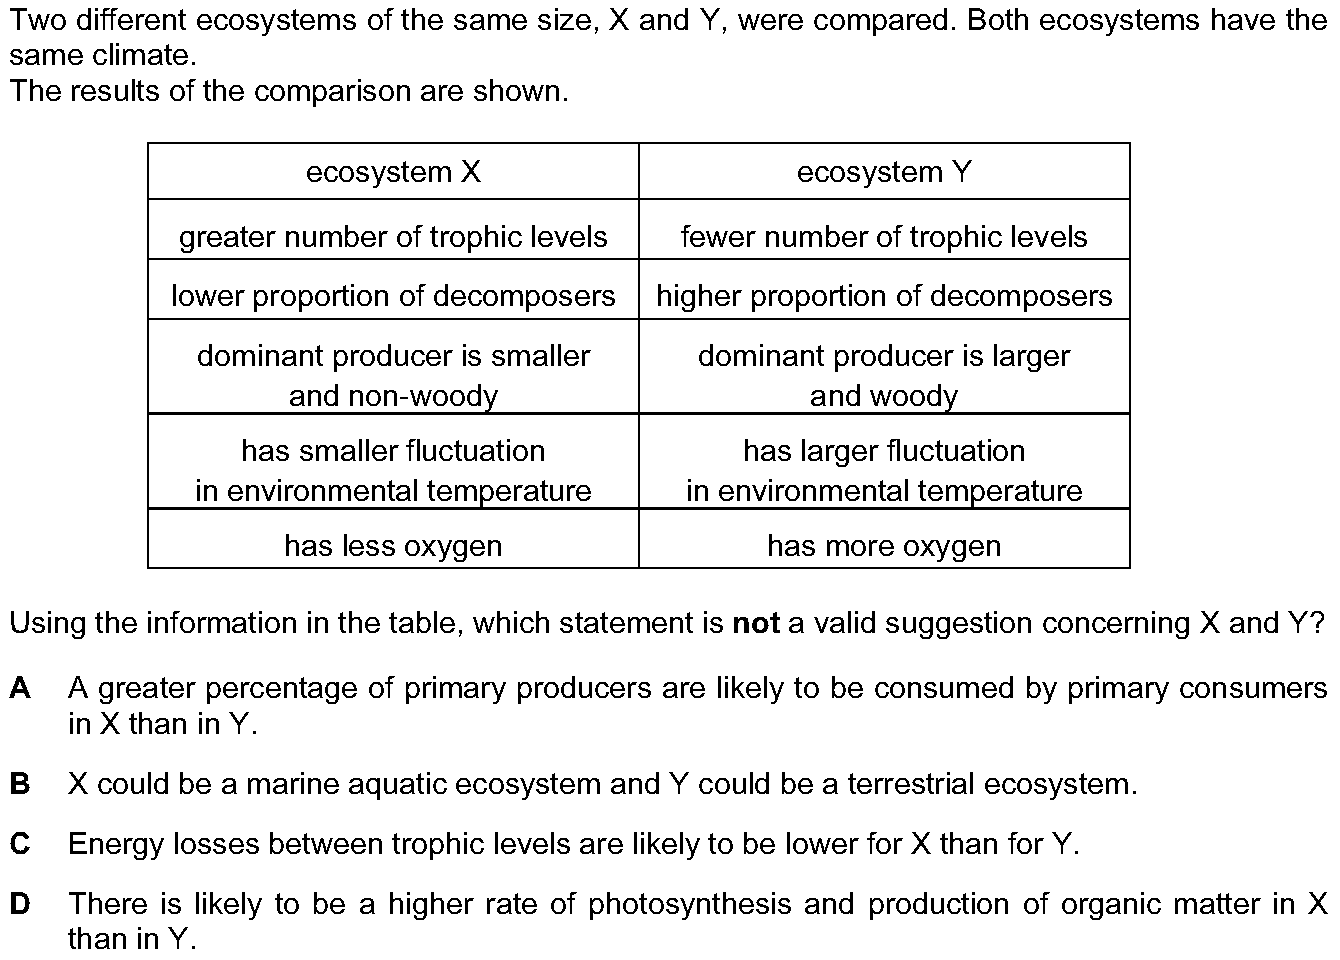 Two different ecosystems of the same size, X and Y, were compared. Both ecosystems have the
same climate.
The results of the comparison are shown.
ecosystem X ecosystem Y
greater number of trophic levels fewer number of trophic levels
lower proportion of decomposers higher proportion of decomposers
dominant producer is smaller dominant producer is larger
and non-woody and woody
has smaller fluctuation has larger fluctuation
in environmental temperature in environmental temperature
has less oxygen has more oxygen
Using the information in the table, which statement is not a valid suggestion concerning X and Y?
A A greater percentage of primary producers are likely to be consumed by primary consumers
in X than in Y.
B X could be a marine aquatic ecosystem and Y could be a terrestrial ecosystem.
C Energy losses between trophic levels are likely to be lower for X than for Y.
D There is likely to be a higher rate of photosynthesis and production of organic matter in X
than in Y.